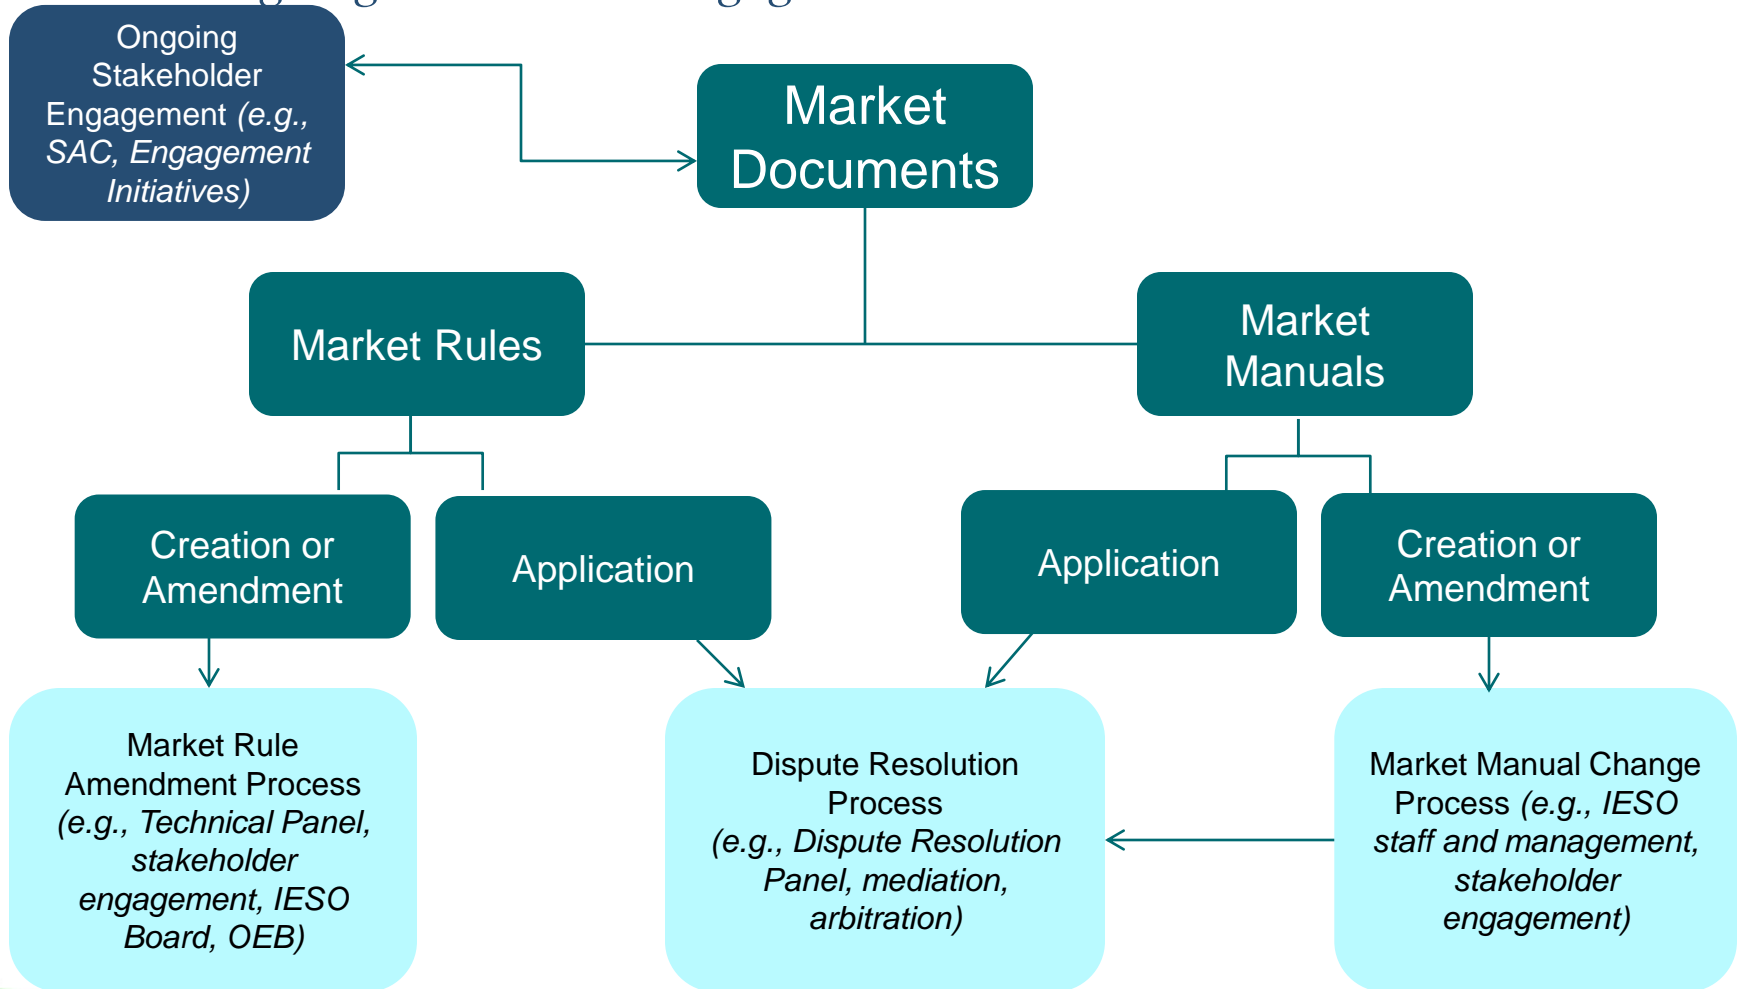 Ongoing
Stakeholder
Engagement (e.g.,
SAC, Engagement
Initiatives)
Market
Documents
Market Rules
Market
Manuals
Creation or
Amendment
Application
Application
Creation or
Amendment
Market Rule
Amendment Process
(e.g., Technical Panel,
stakeholder
engagement, IESO
Board, OEB)
Dispute Resolution
Process
(e.g., Dispute Resolution
Panel, mediation,
arbitration)
Market Manual Change
Process (e.g., IESO
staff and management,
stakeholder
engagement)